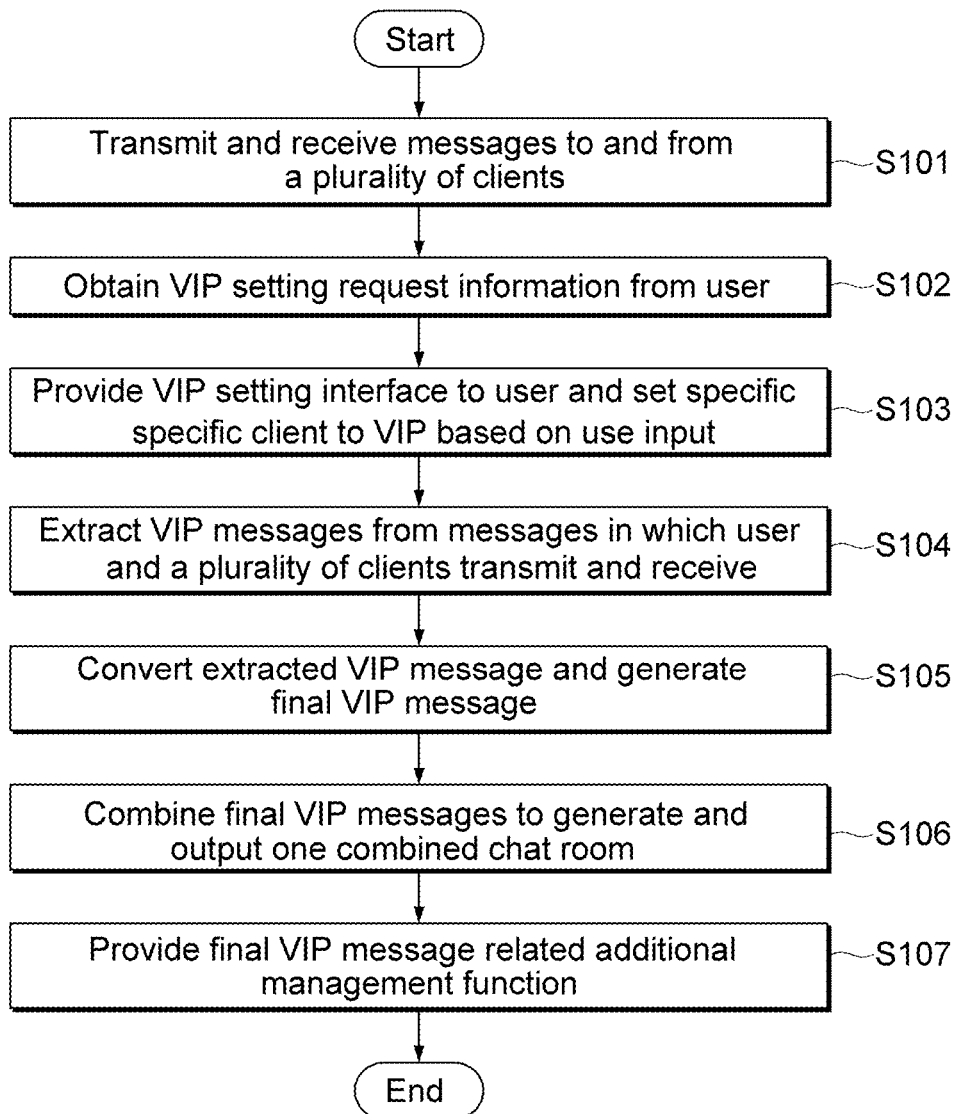 Start
Transmit and receive messages to and from
a plurality of clients
S101
Obtain VIP setting request information from user
S102
Provide VIP setting interface to user and set specific
specific client to VIP based on use input
S103
Extract VIP messages from messages in which user
and a plurality of clients transmit and receive
S104
Convert extracted VIP message and generate
final VIP message
S105
Combine final VIP messages to generate and
output one combined chat room
S106
Provide final VIP message related additional
management function
S107
End